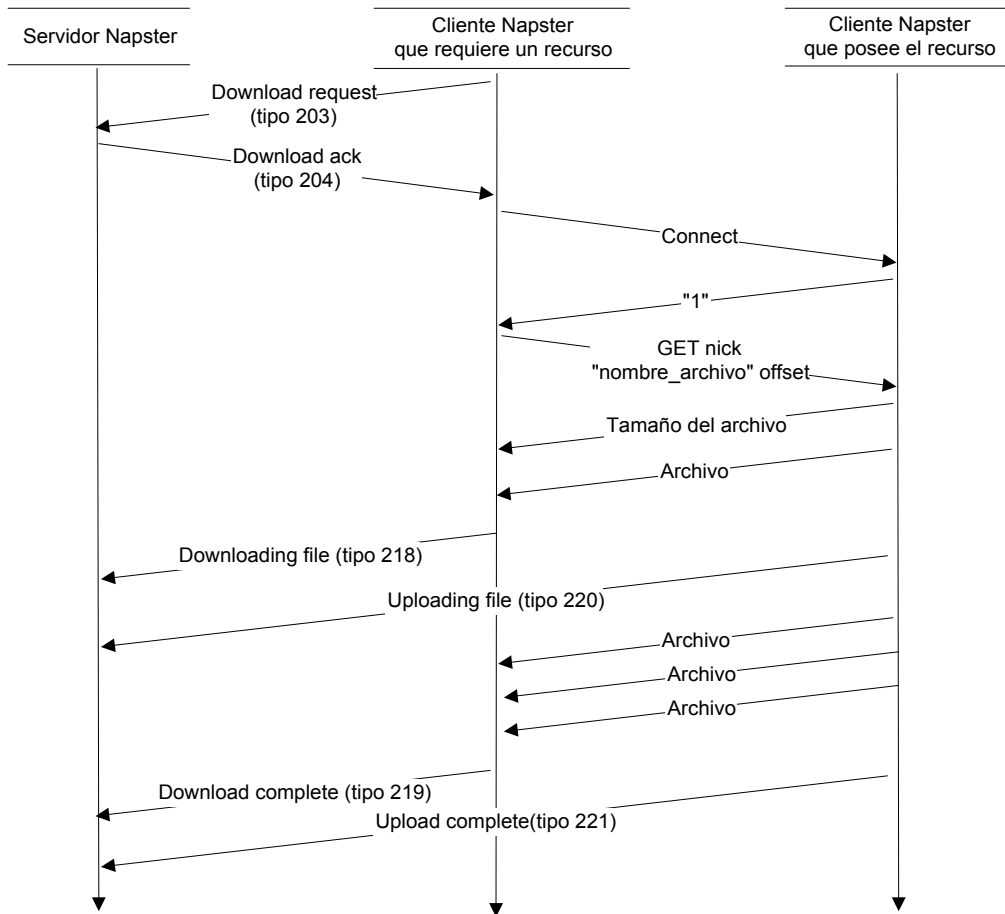 Servidor Napster
Cliente Napster
que requiere un recurso
Cliente Napster
que posee el recurso
Download request
(tipo 203)
Download ack
(tipo 204)
Connect
"1"
GET nick
"nombre_archivo" offset
Tamaño del archivo
Archivo
Downloading file (tipo 218)
Uploading file (tipo 220)
Archivo
Archivo
Archivo
Download complete (tipo 219)
Upload complete(tipo 221)